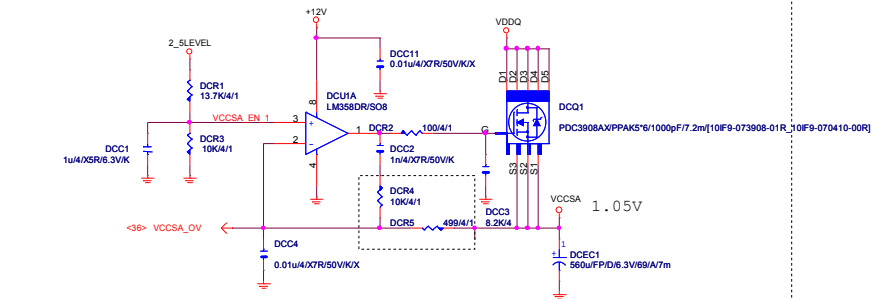 +12V
VDDQ
2_5LEVEL
DCC11
0.01u/4/X7R/50V/K/X
D1
D2
D3
D4
D5
DCR1
13.7K/4/1
8
DCU1A
LM358DR/SO8
DCQ1
VCCSA_EN_1
3
+
1
DCR2
100/4/1
G
PDC3908AX/PPAK5*6/1000pF/7.2m/[10IF9-073908-01R_10IF9-070410-00R]
DCC1
1u/4/X5R/6.3V/K
DCR3
10K/4/1
2
-
4
DCC2
1n/4/X7R/50V/K
S3
S2
S1
DCR4
10K/4/1
VCCSA
1.05V
<36> VCCSA_OV
DCR5
499/4/1
DCC3
8.2K/4
DCC4
0.01u/4/X7R/50V/K/X
1
+
DCEC1
560u/FP/D/6.3V/69/A/7m